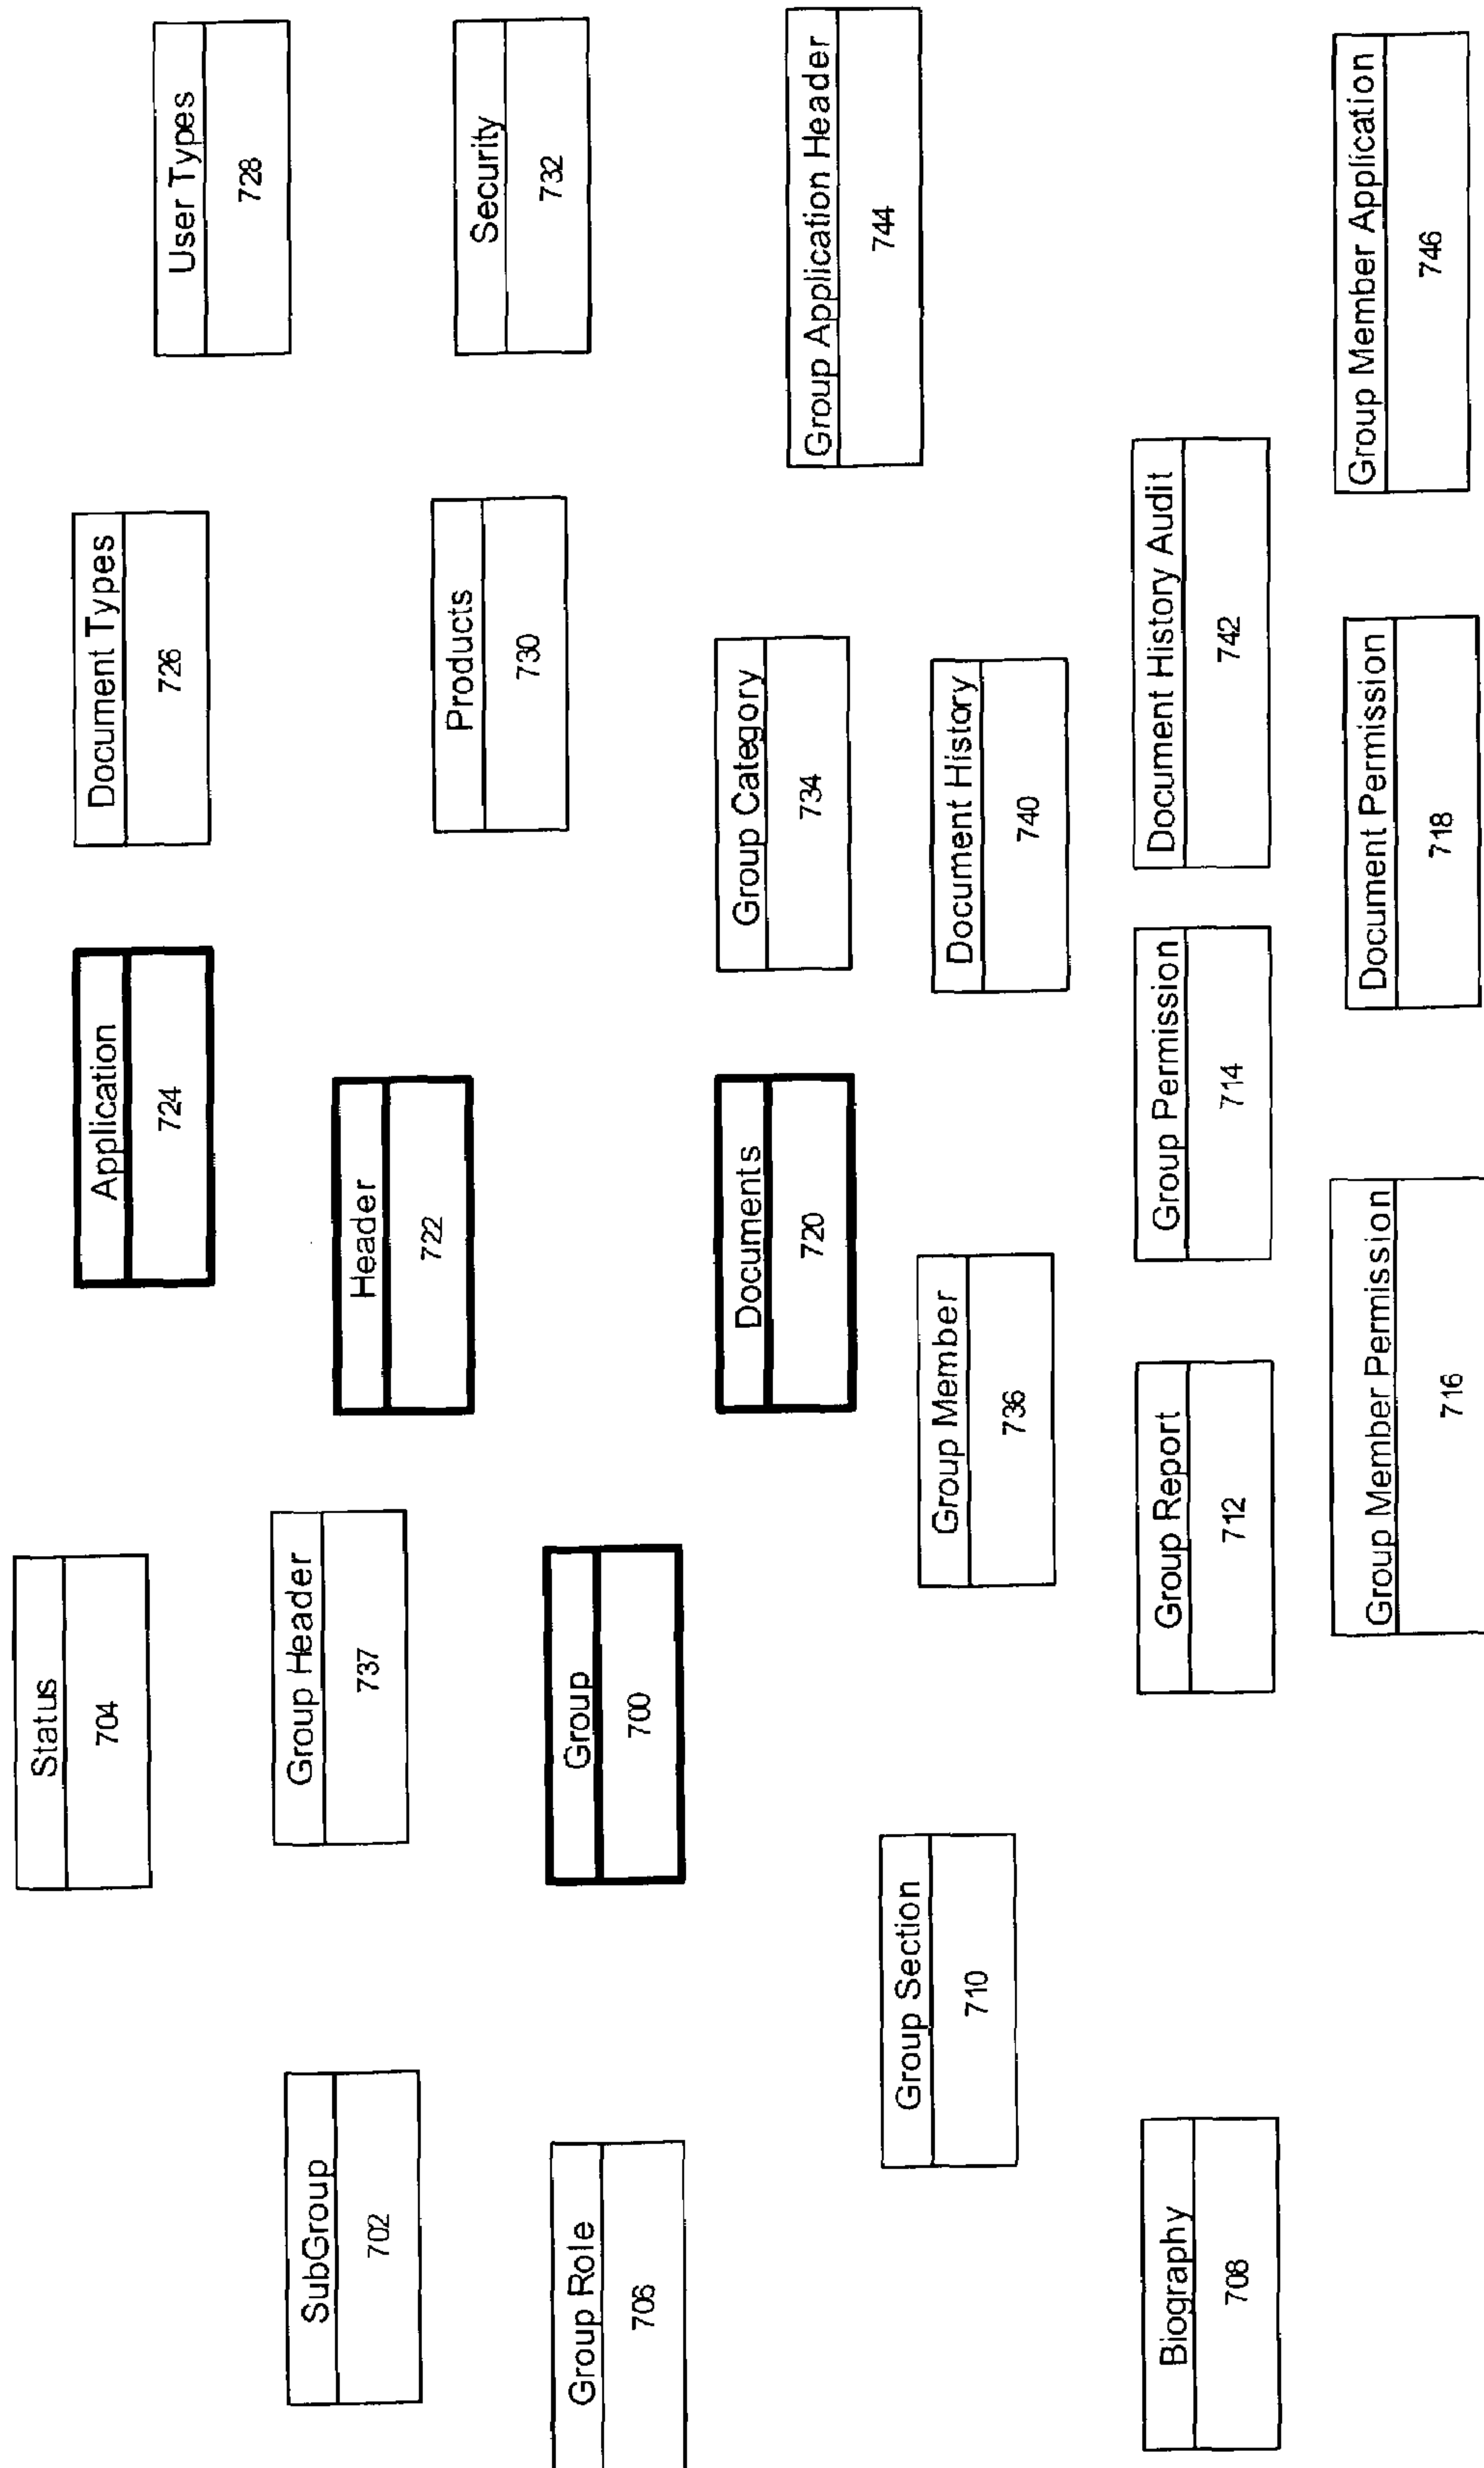 Status
704
Application
724
Document Types
726
User Types
728
SubGroup
702
Group Header
737
Header
722
Products
730
Security
732
Group Role
706
Group
700
Documents
720
Group Category
734
Group Application Header
744
Group Section
710
Group Member
736
Document History
740
Biography
708
Group Report
712
Group Permission
714
Document History Audit
742
Group Member Permission
716
Document Permission
718
Group Member Application
746